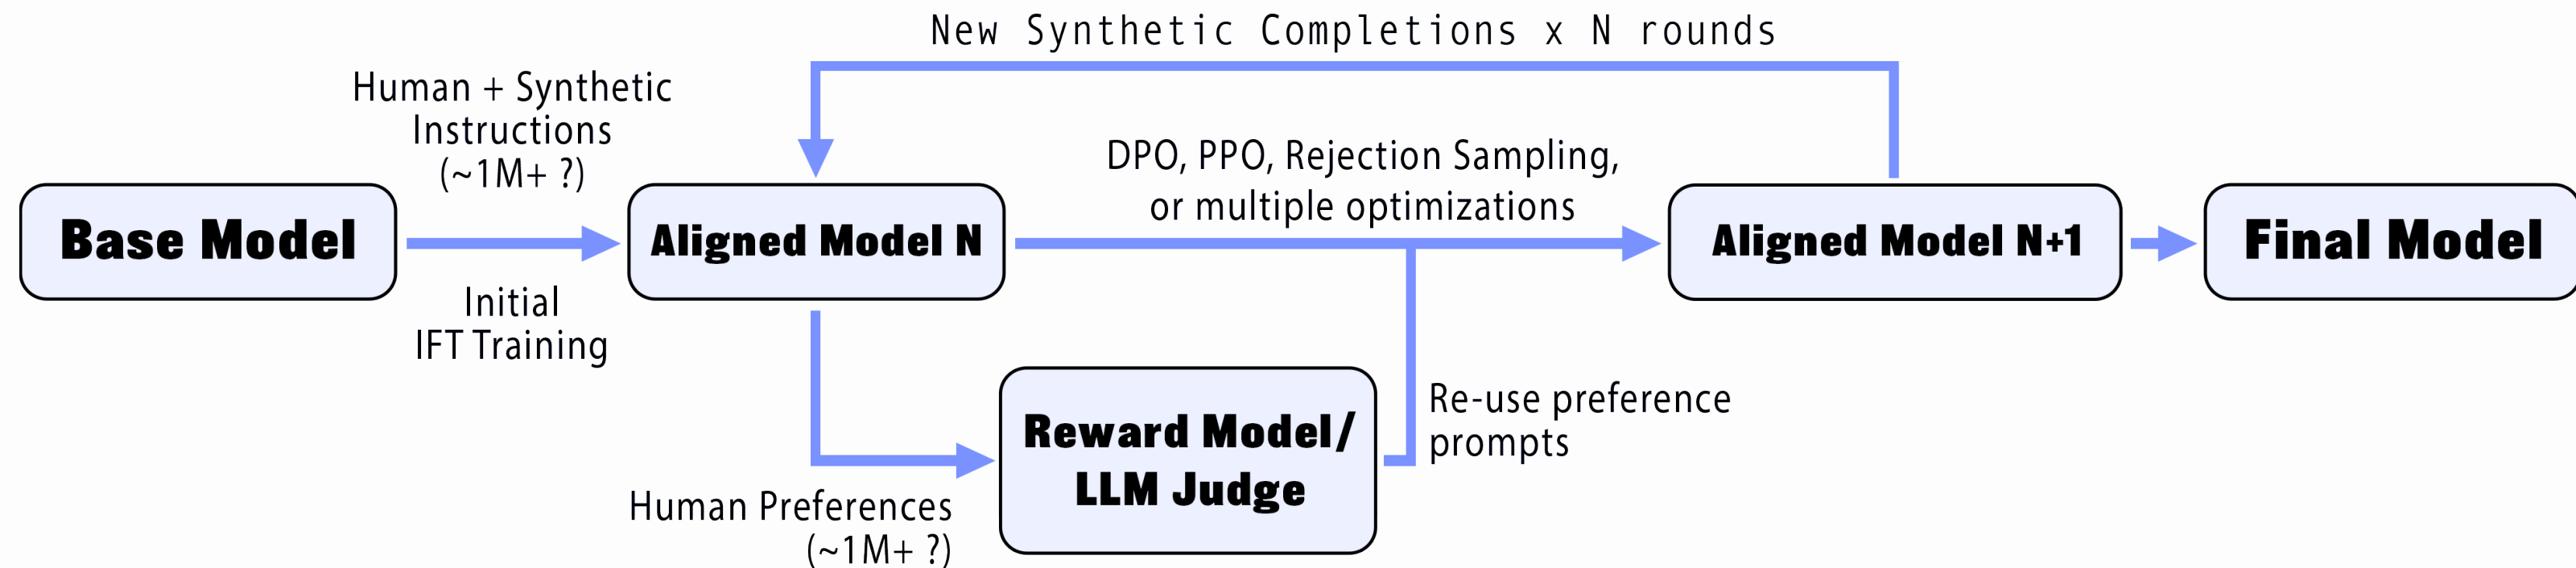 New Synthetic Completions x N rounds
Human + Synthetic
Instructions
(~1M+ ?)
DPO, PPO, Rejection Sampling,
or multiple optimizations
Base Model
Aligned Model N
Aligned Model N+1
Final Model
Initial
IFT Training
Reward Model/
LLM Judge
Re-use preference
prompts
Human Preferences
(~1M+ ?)